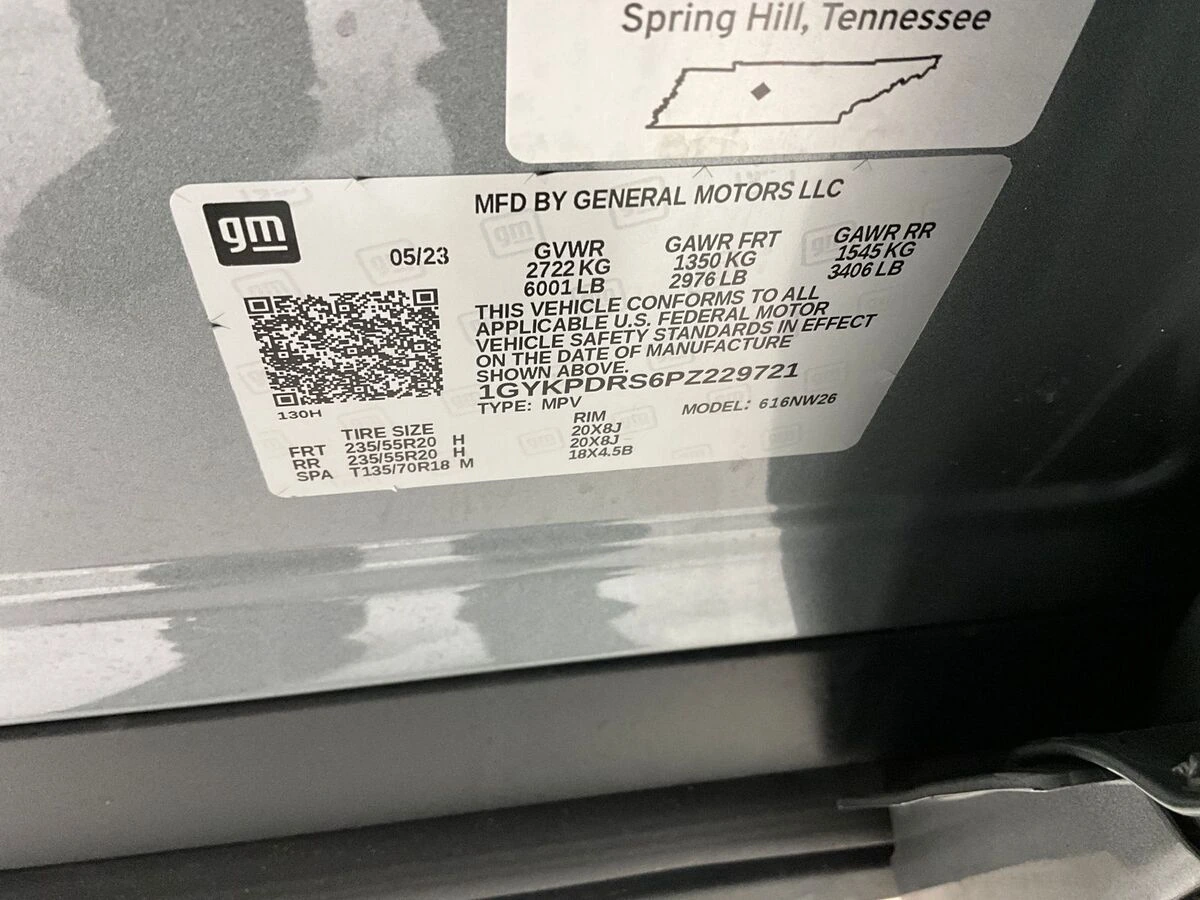 Spring Hill, Tennessee
gm
MFD BY GENERAL MOTORS LLC
05/23
GVWR
2722 KG
6001 LB
GAWR FRT
1350 KG
2976 LB
GAWR RR
1545 KG
3406 LB
THIS VEHICLE CONFORMS TO ALL
APPLICABLE U.S. FEDERAL MOTOR
VEHICLE SAFETY STANDARDS IN EFFECT
ON THE DATE OF MANUFACTURE
SHOWN ABOVE.
1GYKPDRS6PZ229721
TYPE: MPV MODEL: 616NW26
130H
TIRE SIZE RIM
FRT 235/55R20 H 20X8J
RR 235/55R20 H 20X8J
SPA T135/70R18 M 18X4.5B